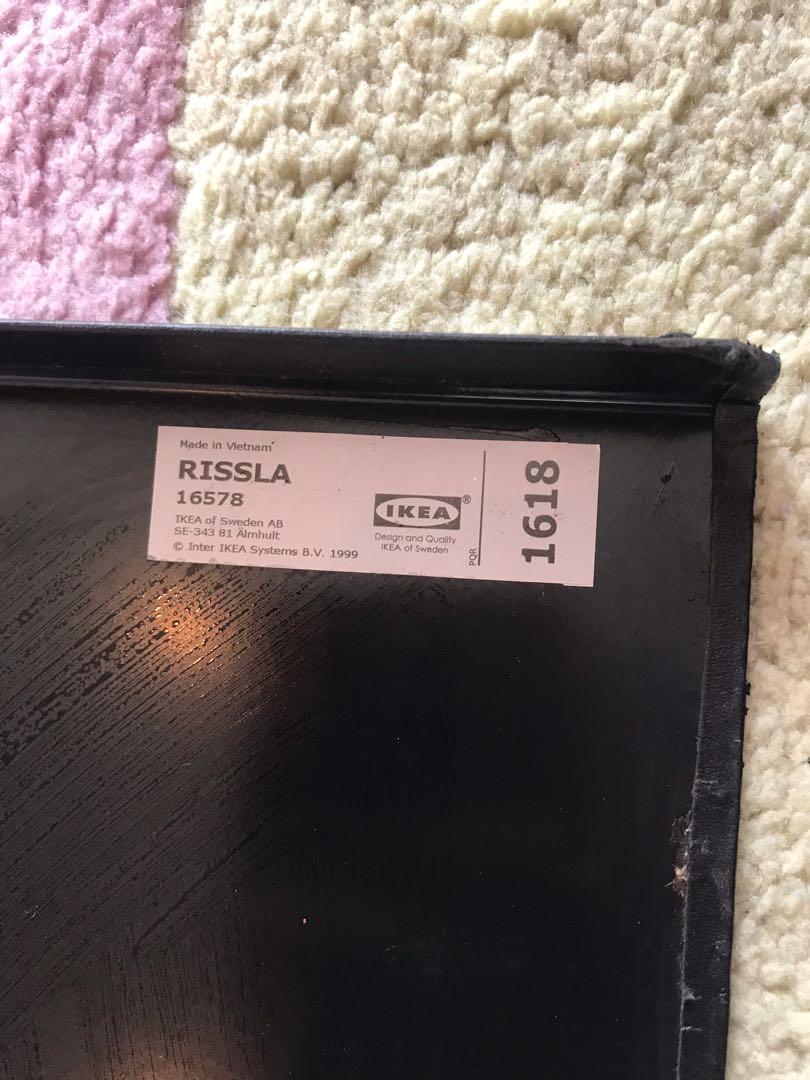 Made in Vietnam
RISSLA
16578
IKEA of Sweden AB
SE-343 81 Älmhult
© Inter IKEA Systems B.V. 1999
IKEA®
Design and Quality
IKEA of Sweden
PQR
1618